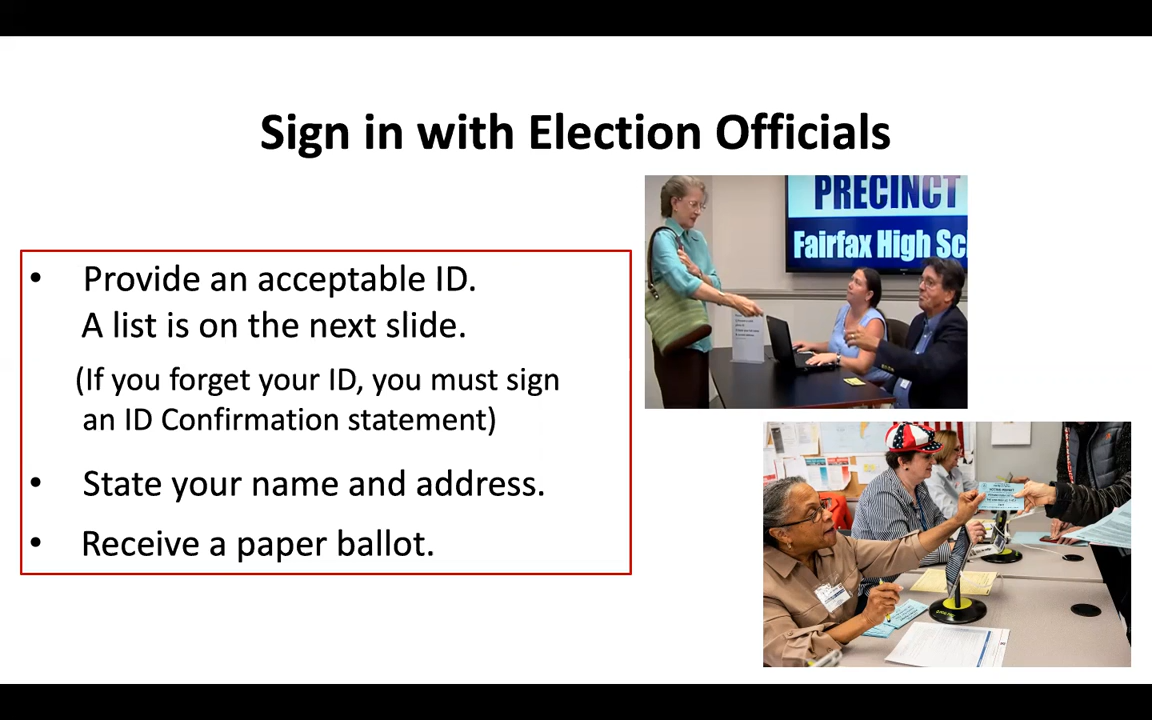 Sign in with Election Officials
• Provide an acceptable ID.
A list is on the next slide.
(If you forget your ID, you must sign
an ID Confirmation statement)
• State your name and address.
• Receive a paper ballot.
PRECINCT
Fairfax High Sc